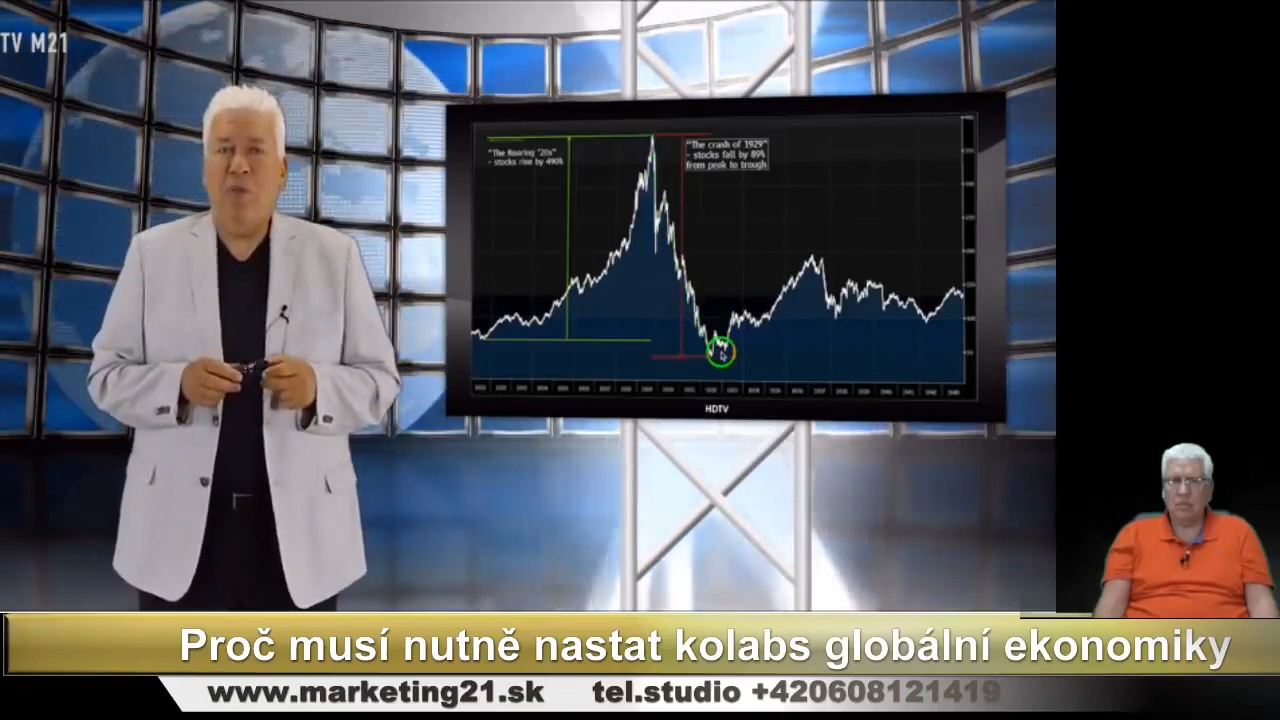 TV M21
"The Roaring '20s"
- stocks rise by 490%
"The crash of 1929"
- stocks fall by 89%
from peak to trough
HDTV
Proč musí nutně nastat kolabs globální ekonomiky
www.marketing21.sk tel.studio +420608121419